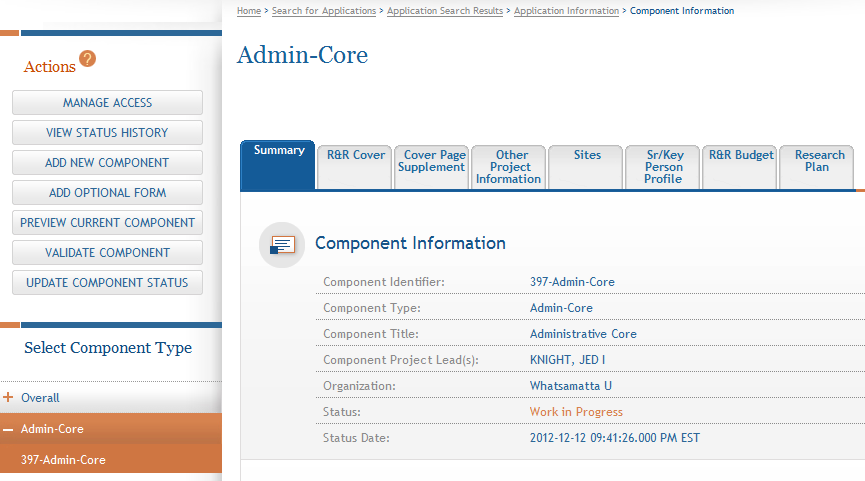 Home > Search for Applications > Application Search Results > Application Information > Component Information
Admin-Core
Actions ?
MANAGE ACCESS
VIEW STATUS HISTORY
ADD NEW COMPONENT
ADD OPTIONAL FORM
PREVIEW CURRENT COMPONENT
VALIDATE COMPONENT
UPDATE COMPONENT STATUS
Select Component Type
+ Overall
– Admin-Core
397-Admin-Core
Summary
R&R Cover
Cover Page
Supplement
Other
Project
Information
Sites
Sr/Key
Person
Profile
R&R Budget
Research
Plan
Component Information
Component Identifier: 397-Admin-Core
Component Type: Admin-Core
Component Title: Administrative Core
Component Project Lead(s): KNIGHT, JED I
Organization: Whatsamatta U
Status: Work in Progress
Status Date: 2012-12-12 09:41:26.000 PM EST